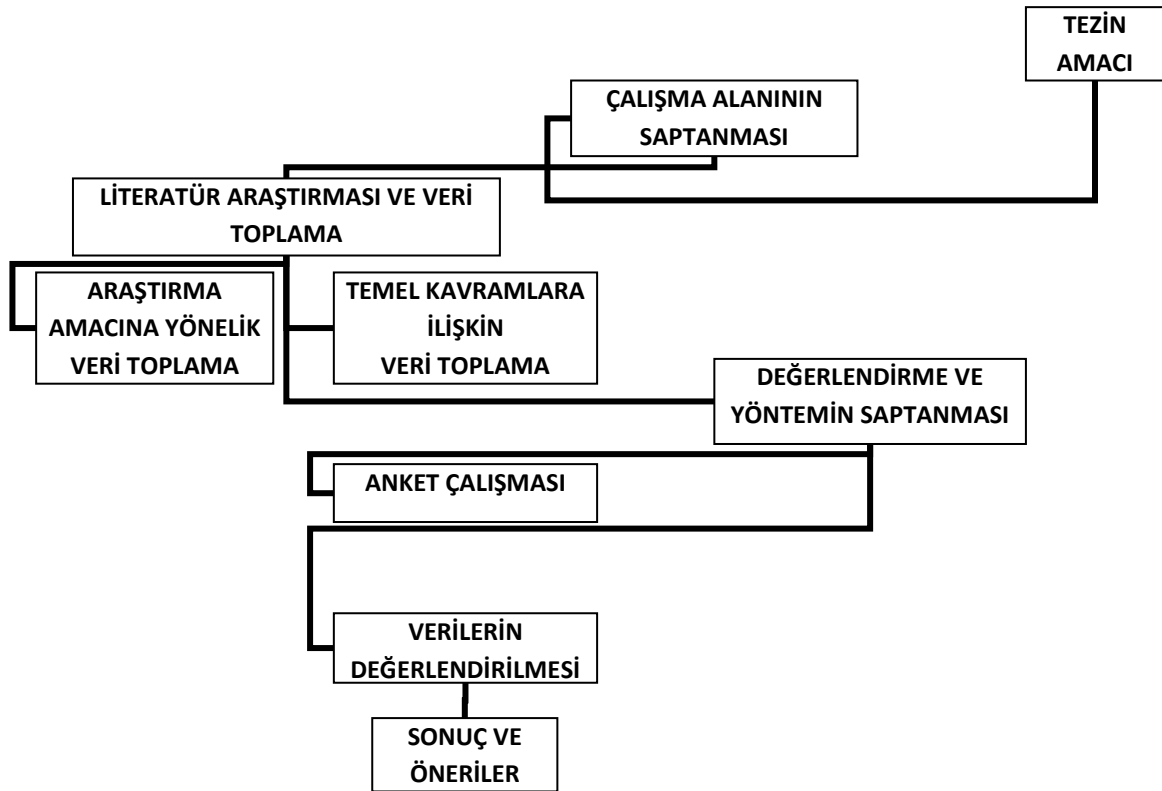 TEZİN
AMACI
ÇALIŞMA ALANININ
SAPTANMASI
LİTERATÜR ARAŞTIRMASI VE VERİ
TOPLAMA
ARAŞTIRMA
AMACINA YÖNELİK
VERİ TOPLAMA
TEMEL KAVRAMLARA
İLİŞKİN
VERİ TOPLAMA
DEĞERLENDİRME VE
YÖNTEMİN SAPTANMASI
ANKET ÇALIŞMASI
VERİLERİN
DEĞERLENDİRİLMESİ
SONUÇ VE
ÖNERİLER